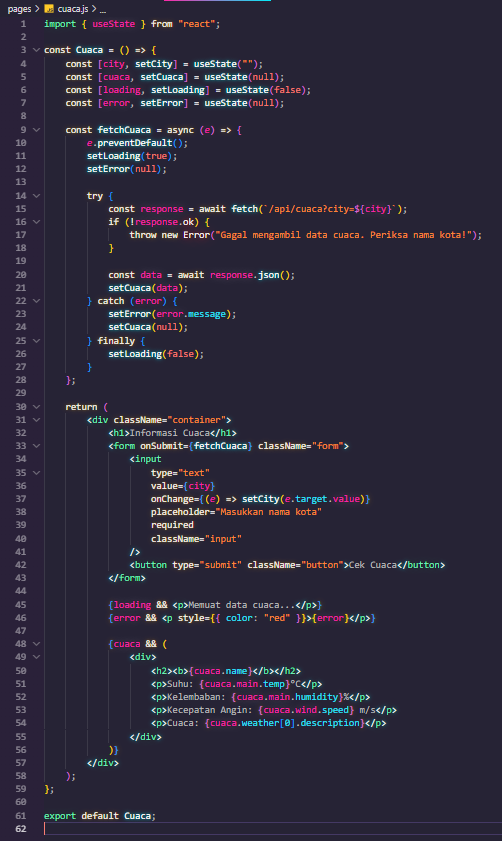 pages > JS cuaca.js > ...
1 import { useState } from "react";
2
3 const Cuaca = () => {
4     const [city, setCity] = useState("");
5     const [cuaca, setCuaca] = useState(null);
6     const [loading, setLoading] = useState(false);
7     const [error, setError] = useState(null);
8
9     const fetchCuaca = async (e) => {
10         e.preventDefault();
11         setLoading(true);
12         setError(null);
13
14         try {
15             const response = await fetch(`/api/cuaca?city=${city}`);
16             if (!response.ok) {
17                 throw new Error("Gagal mengambil data cuaca. Periksa nama kota!");
18             }
19
20             const data = await response.json();
21             setCuaca(data);
22         } catch (error) {
23             setError(error.message);
24             setCuaca(null);
25         } finally {
26             setLoading(false);
27         }
28     };
29
30     return (
31         <div className="container">
32             <h1>Informasi Cuaca</h1>
33             <form onSubmit={fetchCuaca} className="form">
34                 <input
35                     type="text"
36                     value={city}
37                     onChange={(e) => setCity(e.target.value)}
38                     placeholder="Masukkan nama kota"
39                     required
40                     className="input"
41                 />
42                 <button type="submit" className="button">Cek Cuaca</button>
43             </form>
44
45             {loading && <p>Memuat data cuaca...</p>}
46             {error && <p style={{ color: "red" }}>{error}</p>}
47
48             {cuaca && (
49                 <div>
50                     <h2><b>{cuaca.name}</b></h2>
51                     <p>Suhu: {cuaca.main.temp}°C</p>
52                     <p>Kelembaban: {cuaca.main.humidity}%</p>
53                     <p>Kecepatan Angin: {cuaca.wind.speed} m/s</p>
54                     <p>Cuaca: {cuaca.weather[0].description}</p>
55                 </div>
56             )}
57         </div>
58     );
59 };
60
61 export default Cuaca;
62